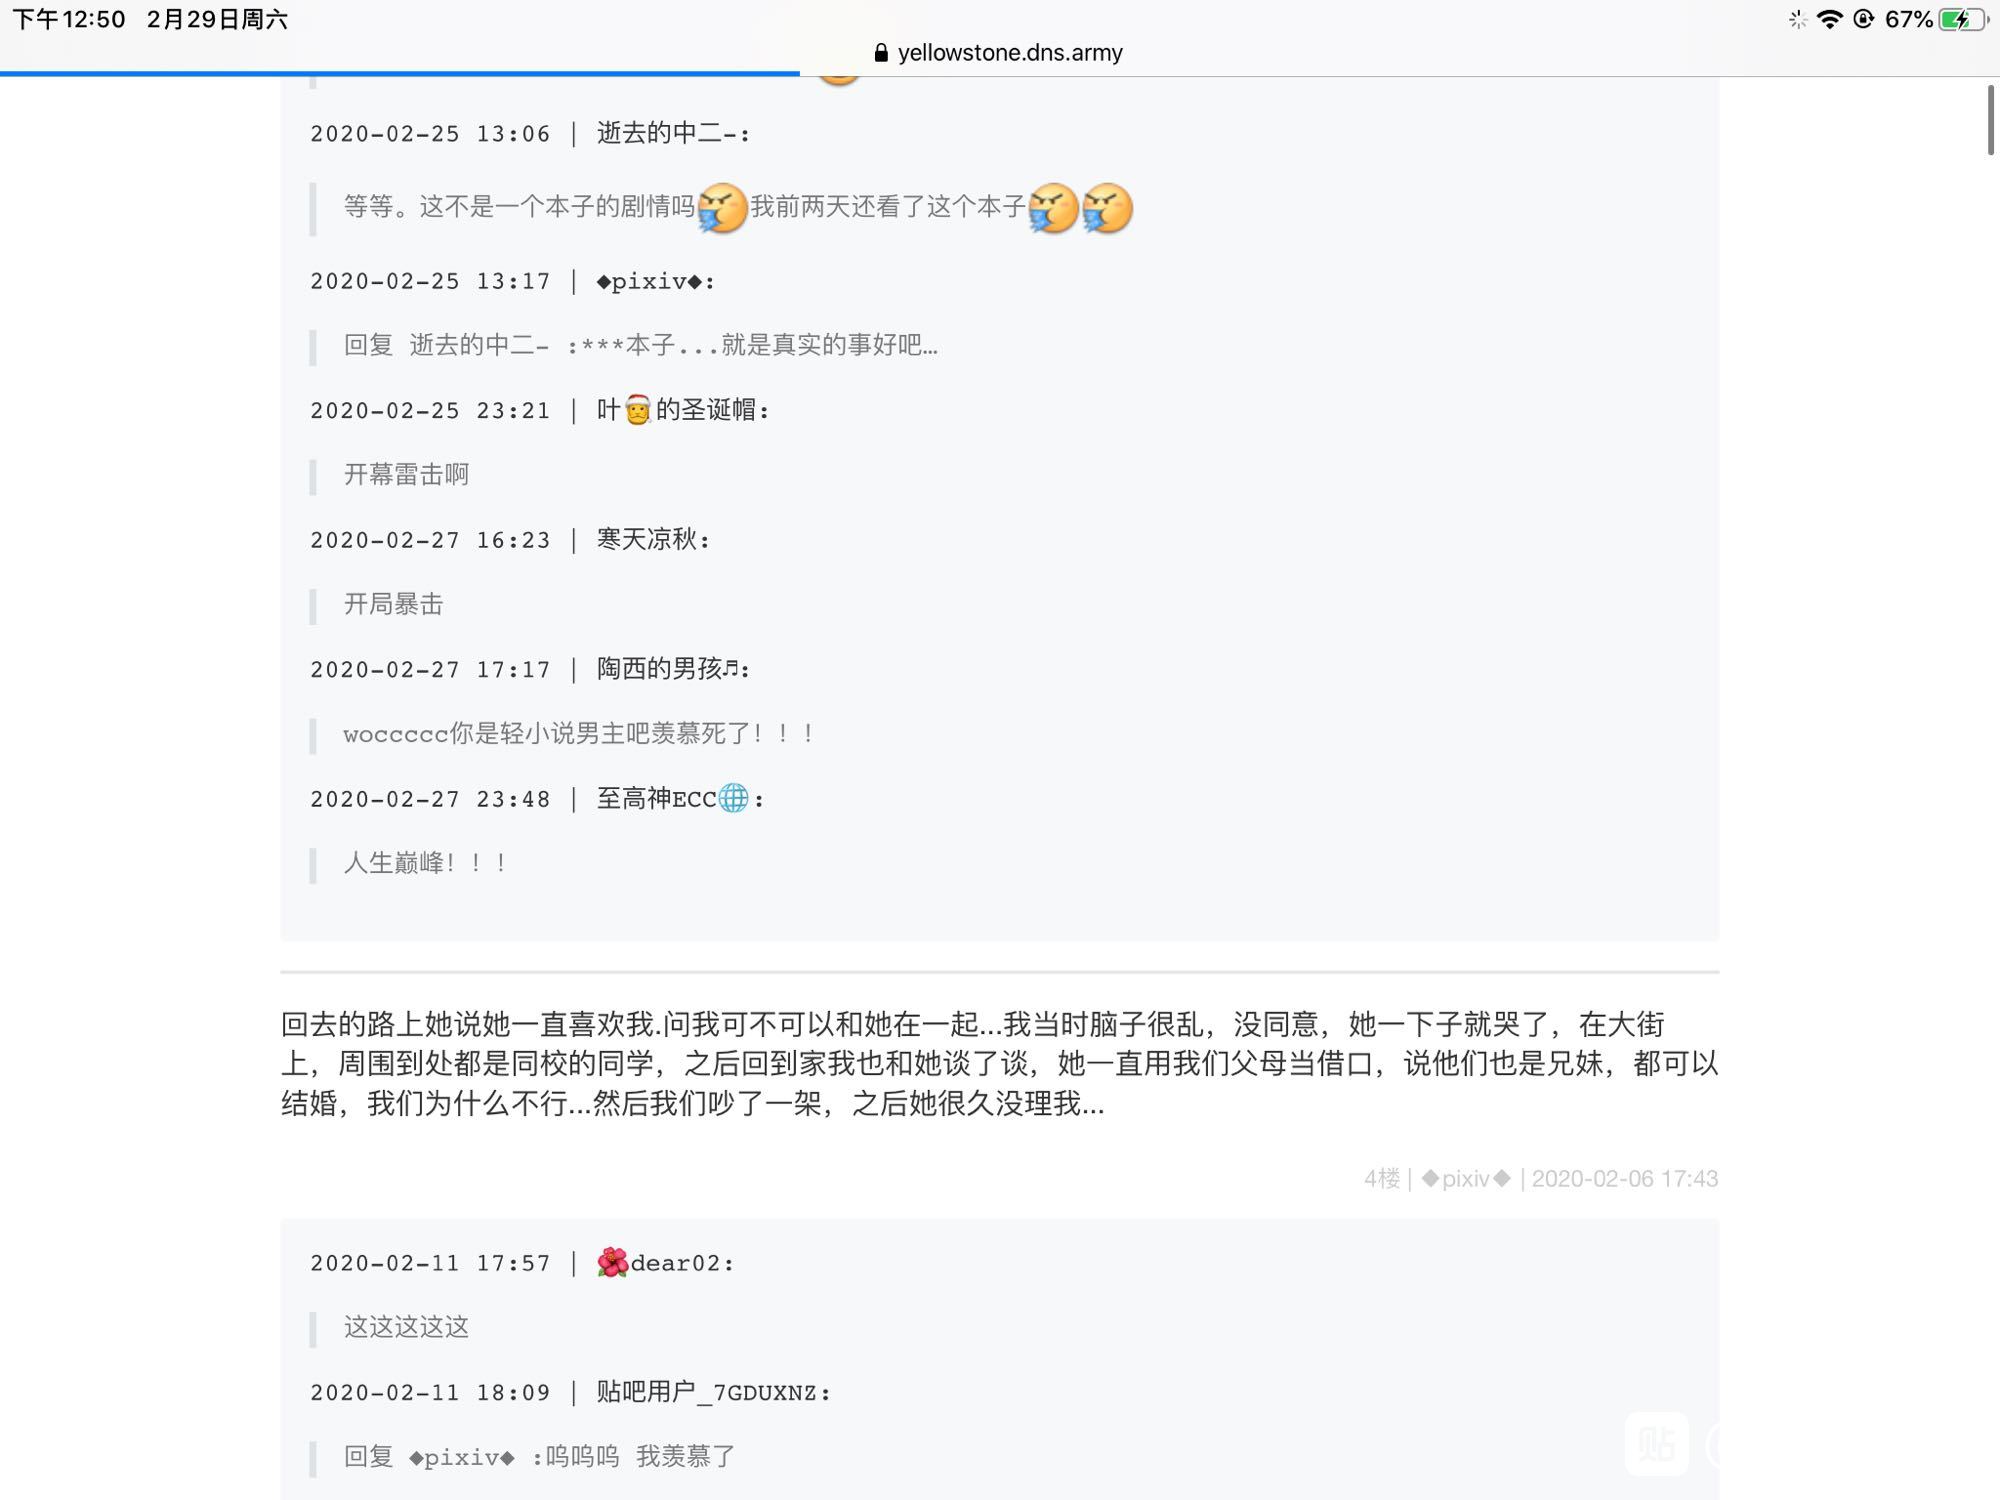 下午12:50 2月29日周六
67%
yellowstone.dns.army
2020-02-25 13:06 | 逝去的中二-:
等等。这不是一个本子的剧情吗我前两天还看了这个本子
2020-02-25 13:17 | ◆pixiv◆:
回复 逝去的中二- :***本子...就是真实的事好吧...
2020-02-25 23:21 | 叶🎅的圣诞帽:
开幕雷击啊
2020-02-27 16:23 | 寒天凉秋:
开局暴击
2020-02-27 17:17 | 陶西的男孩♬:
woccccc你是轻小说男主吧羡慕死了！！！
2020-02-27 23:48 | 至高神ECC🌐:
人生巅峰！！！
回去的路上她说她一直喜欢我.问我可不可以和她在一起...我当时脑子很乱，没同意，她一下子就哭了，在大街
上，周围到处都是同校的同学，之后回到家我也和她谈了谈，她一直用我们父母当借口，说他们也是兄妹，都可以
结婚，我们为什么不行...然后我们吵了一架，之后她很久没理我...
4楼 | ◆pixiv◆ | 2020-02-06 17:43
2020-02-11 17:57 | 🌺dear02:
这这这这这
2020-02-11 18:09 | 贴吧用户_7GDUXNZ:
回复 ◆pixiv◆ :呜呜呜 我羡慕了
贴